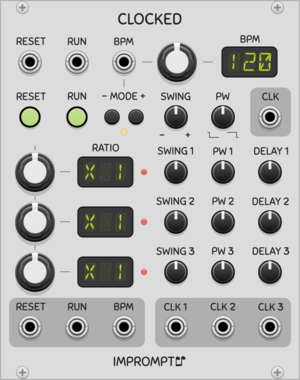 CLOCKED
RESET RUN BPM BPM
120
RESET RUN – MODE + SWING PW CLK
– +
RATIO SWING 1 PW 1 DELAY 1
X 1
SWING 2 PW 2 DELAY 2
X 1
SWING 3 PW 3 DELAY 3
X 1
RESET RUN BPM CLK 1 CLK 2 CLK 3
IMPROMPTU